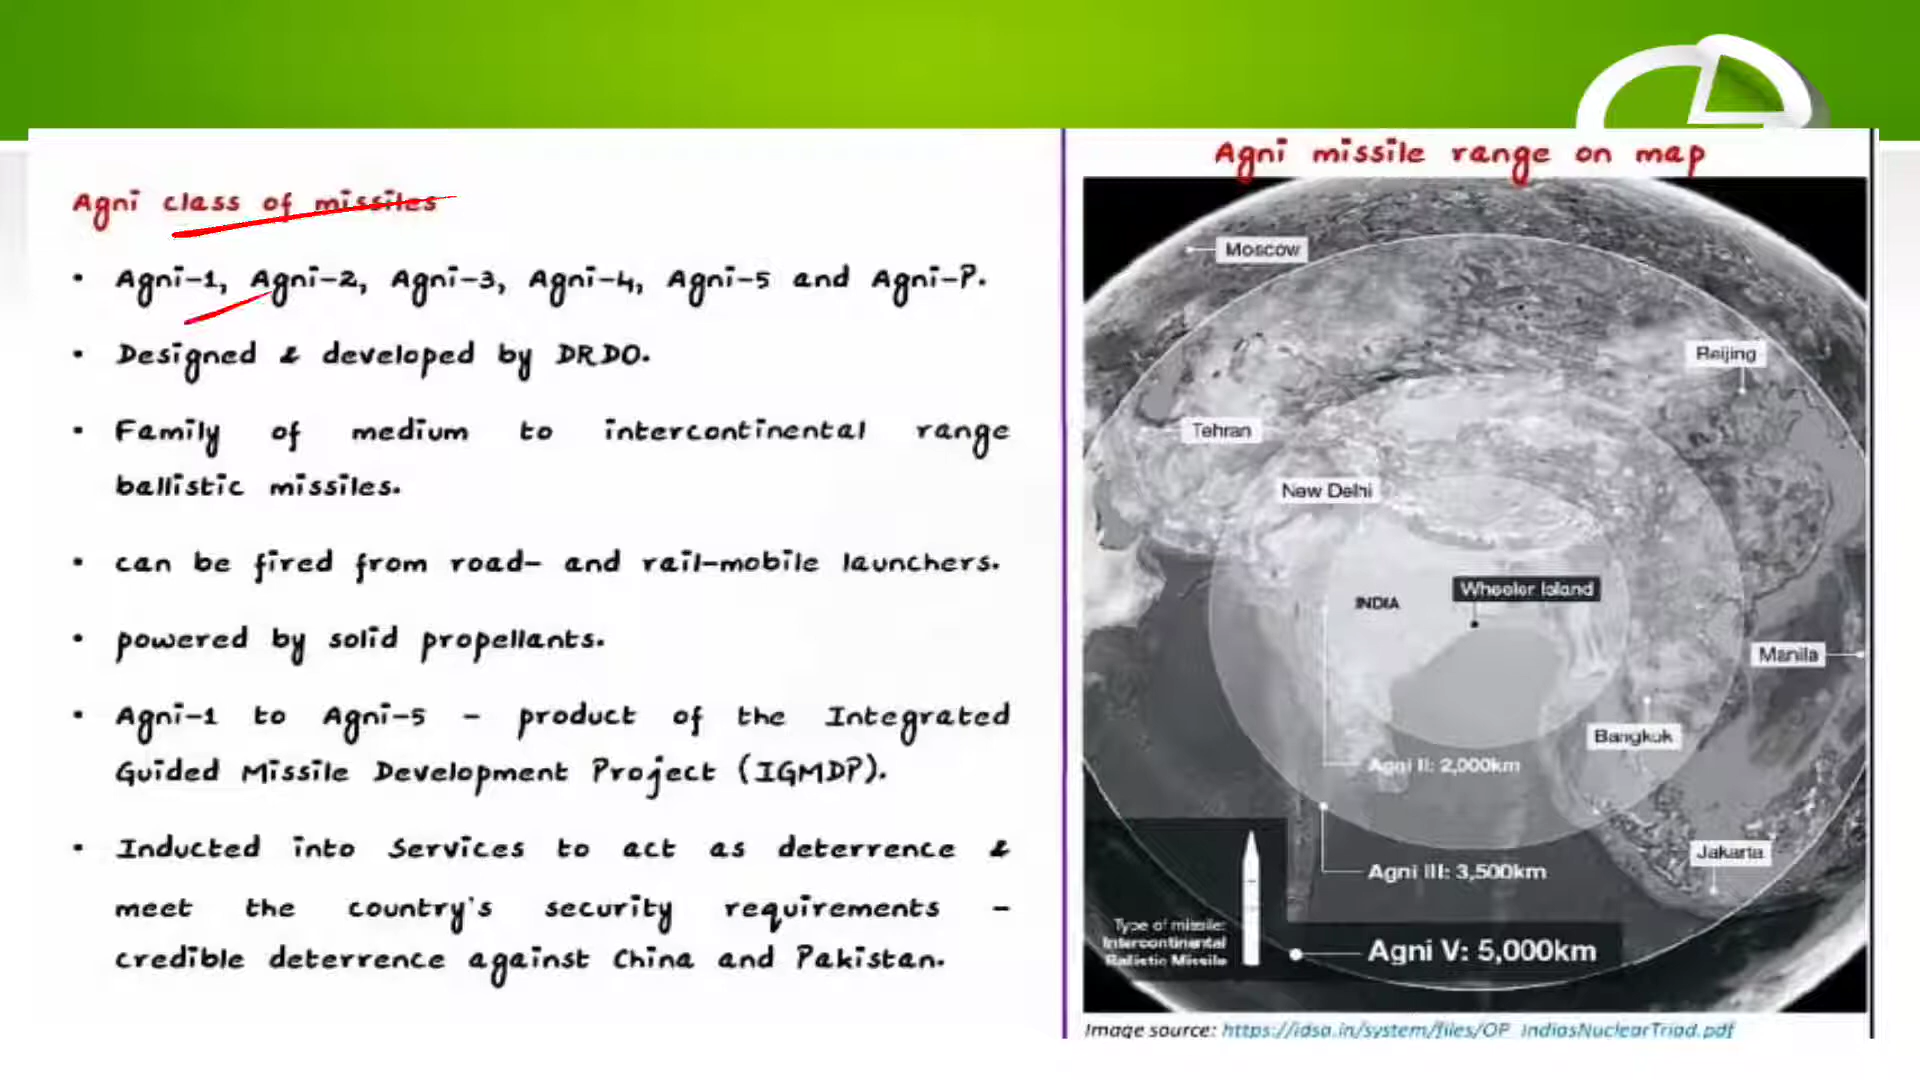 Agni class of missiles
• Agni-1, Agni-2, Agni-3, Agni-4, Agni-5 and Agni-P.
• Designed & developed by DRDO.
• Family of medium to intercontinental range
ballistic missiles.
• can be fired from road- and rail-mobile launchers.
• powered by solid propellants.
• Agni-1 to Agni-5 - product of the Integrated
Guided Missile Development Project (IGMDP).
• Inducted into Services to act as deterrence &
meet the country's security requirements -
credible deterrence against China and Pakistan.
Agni missile range on map
Moscow
Beijing
Tehran
New Delhi
Wheeler Island
INDIA
Manila
Bangkok
Agni II: 2,000km
Jakarta
Agni III: 3,500km
Type of missile:
Intercontinental
Ballistic Missile
Agni V: 5,000km
Image source: https://idsa.in/system/files/OP_IndiasNuclearTriad.pdf